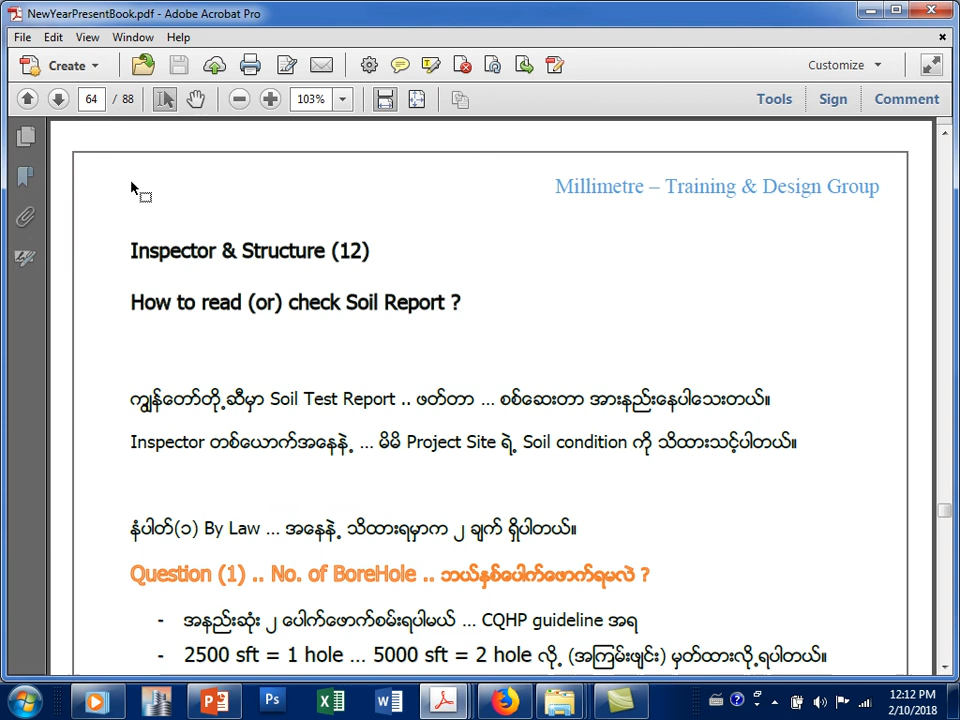 NewYearPresentBook.pdf - Adobe Acrobat Pro
File Edit View Window Help
Create Customize
64 / 88 103% Tools Sign Comment
Millimetre – Training & Design Group
Inspector & Structure (12)
How to read (or) check Soil Report ?
ကျွန်တော်တို့ဆီမှာ Soil Test Report .. ဖတ်တာ ... စစ်ဆေးတာ အားနည်းနေပါသေးတယ်။
Inspector တစ်ယောက်အနေနဲ့ ... မိမိ Project Site ရဲ့ Soil condition ကို သိထားသင့်ပါတယ်။
နံပါတ်(၁) By Law ... အနေနဲ့ သိထားရမှာက ၂ ချက် ရှိပါတယ်။
Question (1) .. No. of BoreHole .. ဘယ်နှစ်ပေါက်ဖောက်ရမလဲ ?
- အနည်းဆုံး ၂ ပေါက်ဖောက်စမ်းရပါမယ် ... CQHP guideline အရ
- 2500 sft = 1 hole ... 5000 sft = 2 hole လို့ (အကြမ်းဖျင်း) မှတ်ထားလို့ရပါတယ်။
12:12 PM
2/10/2018